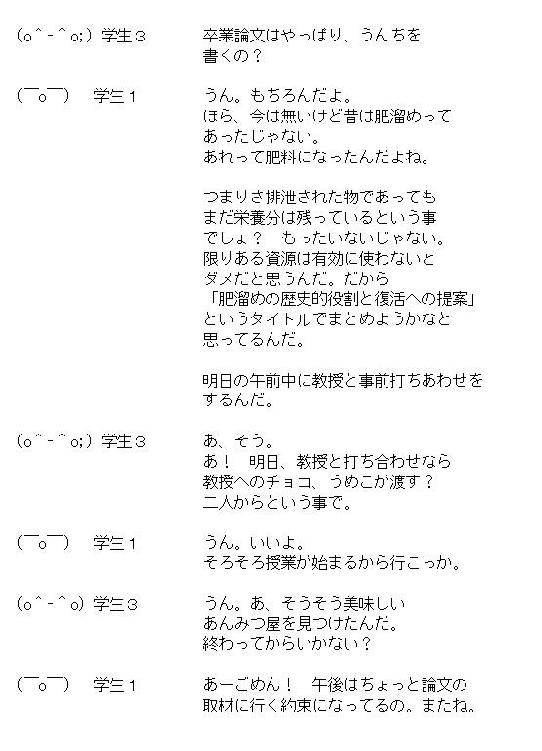 (o＾-＾o;) 学生３　卒業論文はやっぱり、うんちを
書くの？
(￣o￣)　学生１　うん。もちろんだよ。
ほら、今は無いけど昔は肥溜めって
あったじゃない。
あれって肥料になったんだよね。
つまりさ排泄された物であっても
まだ栄養分は残っているという事
でしょ？　もったいないじゃない。
限りある資源は有効に使わないと
ダメだと思うんだ。だから
「肥溜めの歴史的役割と復活への提案」
というタイトルでまとめようかなと
思ってるんだ。
明日の午前中に教授と事前打ちあわせを
するんだ。
(o＾-＾o;) 学生３　あ、そう。
あ！　明日、教授と打ち合わせなら
教授へのチョコ、うめこが渡す？
二人からという事で。
(￣o￣)　学生１　うん。いいよ。
そろそろ授業が始まるから行こっか。
(o＾-＾o) 学生３　うん。あ、そうそう美味しい
あんみつ屋を見つけたんだ。
終わってからいかない？
(￣o￣)　学生１　あーごめん！　午後はちょっと論文の
取材に行く約束になってるの。またね。